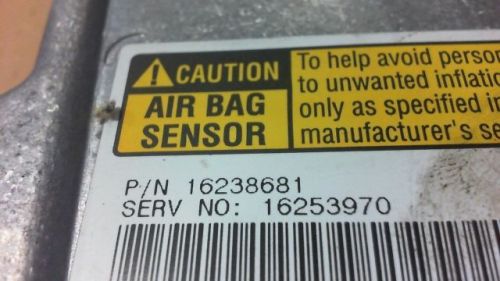 CAUTION
AIR BAG
SENSOR
To help avoid
to unwanted
only as specified
manufacturer's
P/N 16238681
SERV NO: 16253970